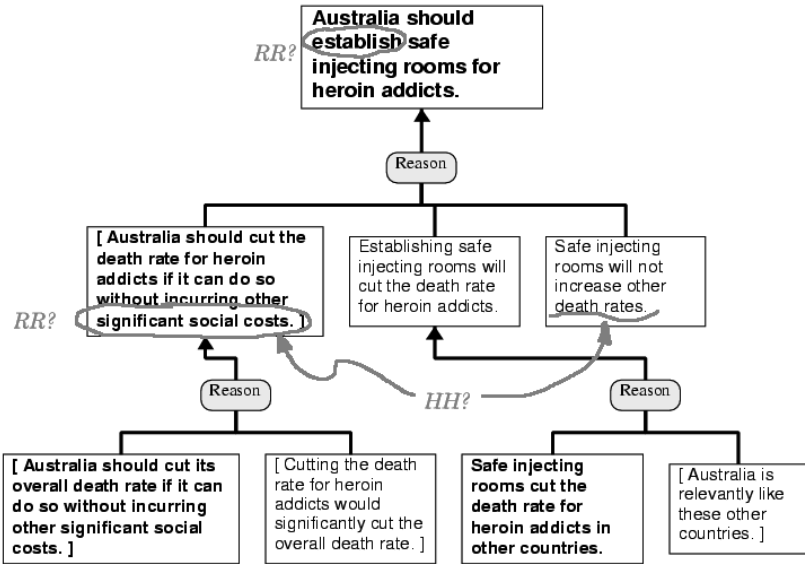 Australia should
establish safe
injecting rooms for
heroin addicts.
RR?
Reason
[ Australia should cut the
death rate for heroin
addicts if it can do so
without incurring other
significant social costs. ]
RR?
Establishing safe
injecting rooms will
cut the death rate
for heroin addicts.
Safe injecting
rooms will not
increase other
death rates.
HH?
Reason
Reason
[ Australia should cut its
overall death rate if it can
do so without incurring
other significant social
costs. ]
[ Cutting the death
rate for heroin
addicts would
significantly cut the
overall death rate. ]
Safe injecting
rooms cut the
death rate for
heroin addicts in
other countries.
[ Australia is
relevantly like
these other
countries. ]